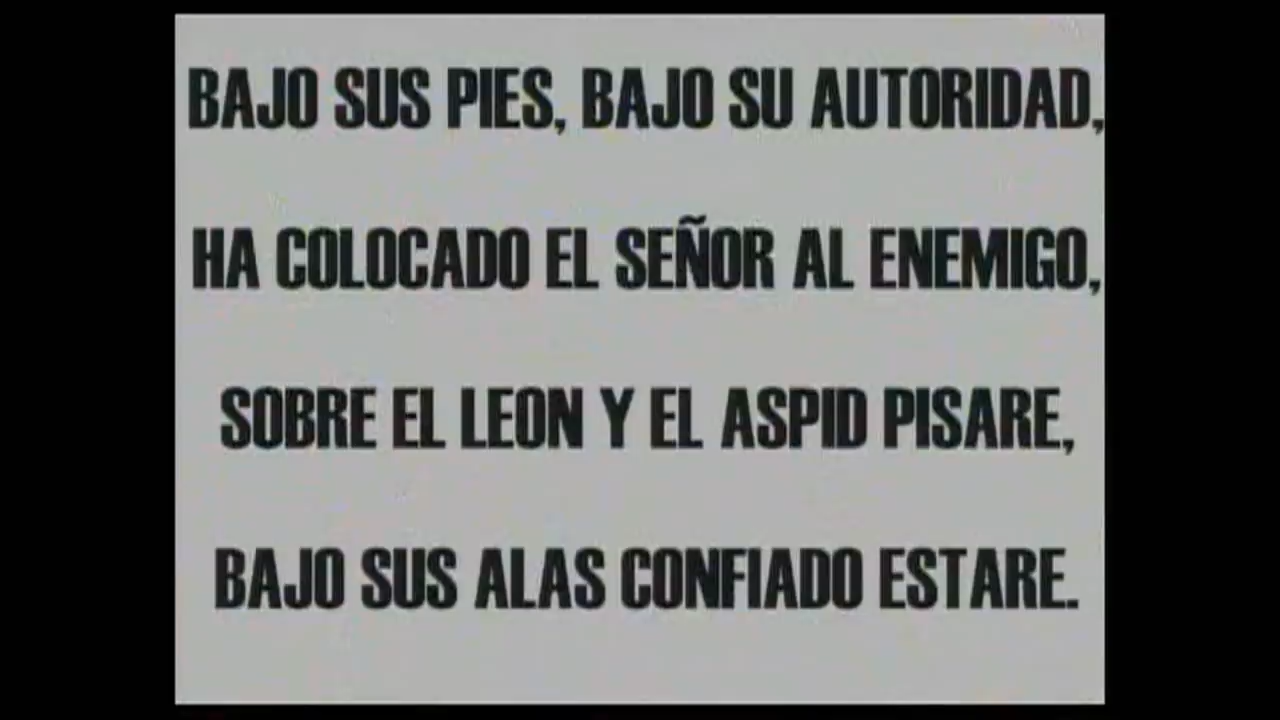 BAJO SUS PIES, BAJO SU AUTORIDAD,
HA COLOCADO EL SEÑOR AL ENEMIGO,
SOBRE EL LEON Y EL ASPID PISARE,
BAJO SUS ALAS CONFIADO ESTARE.